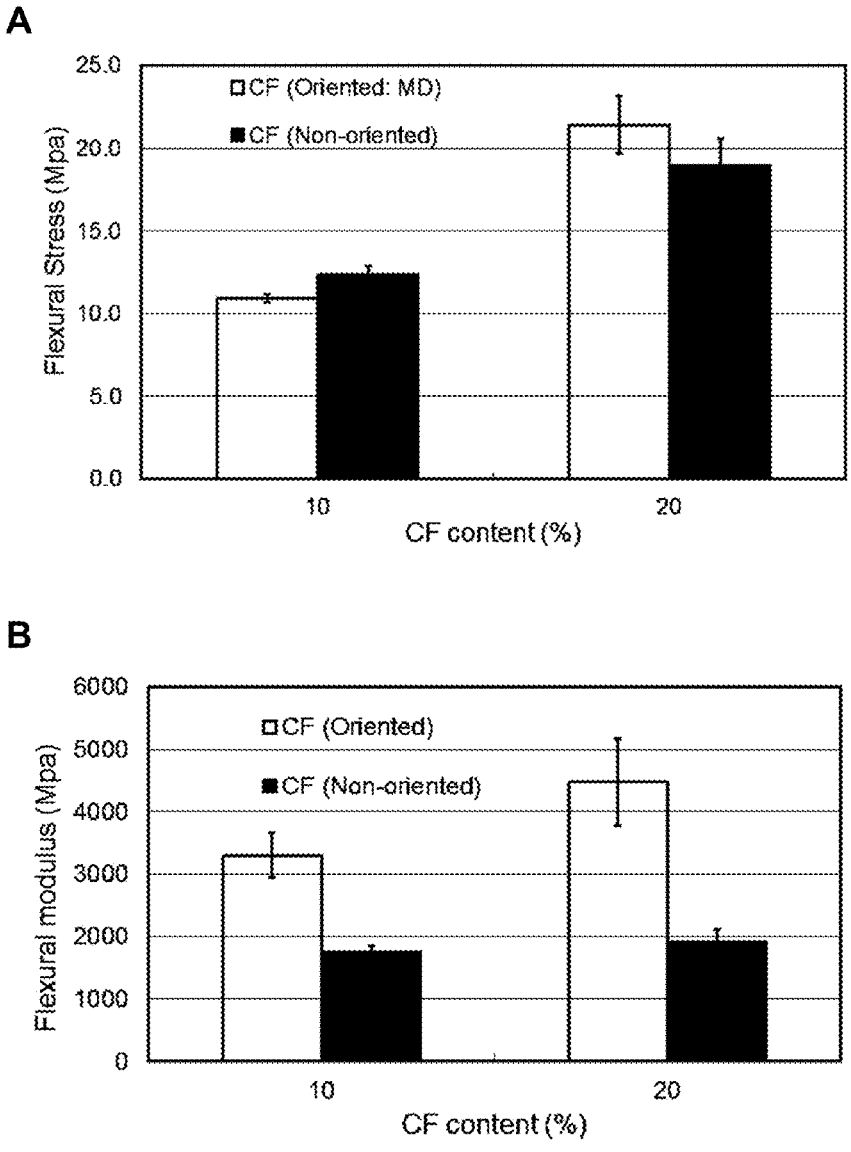 A
25.0
CF (Oriented: MD)
CF (Non-oriented)
20.0
15.0
10.0
5.0
0.0
Flexural Stress (Mpa)
10
20
CF content (%)
B
6000
CF (Oriented)
5000
CF (Non-oriented)
4000
3000
2000
1000
0
Flexural modulus (Mpa)
10
20
CF content (%)